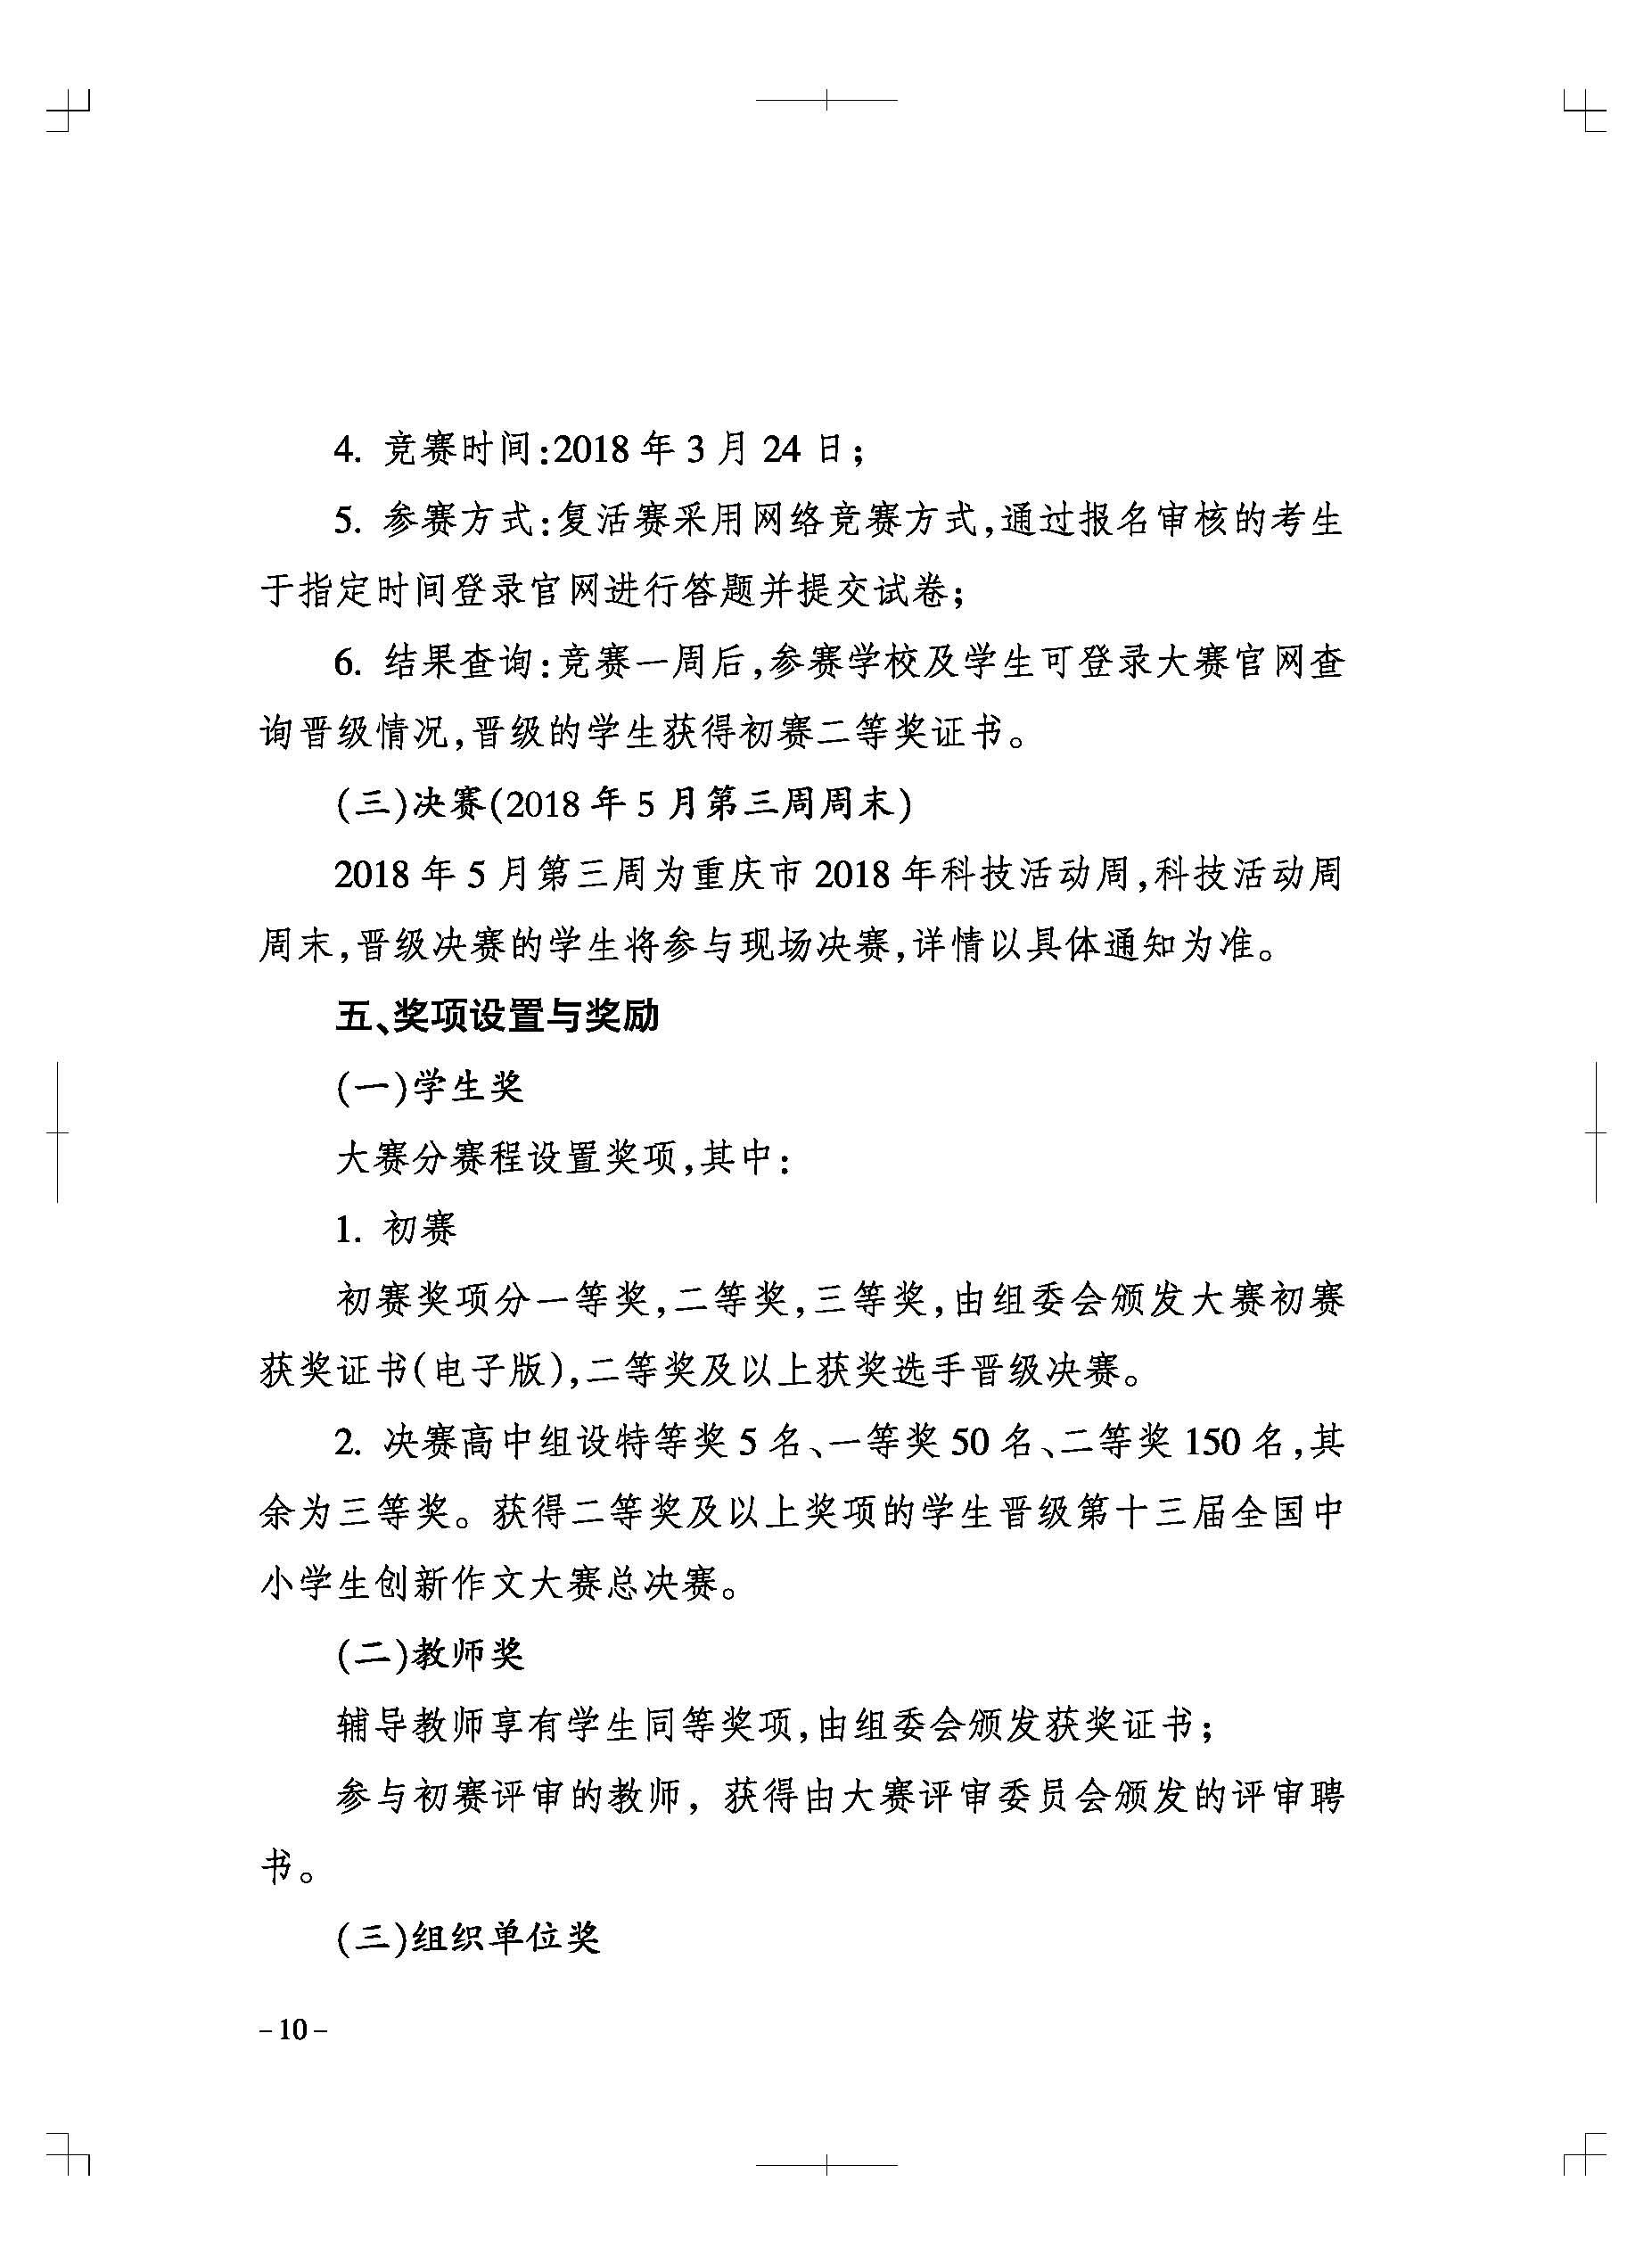 4. 竞赛时间:2018 年 3 月 24 日;
5. 参赛方式:复活赛采用网络竞赛方式,通过报名审核的考生
于指定时间登录官网进行答题并提交试卷;
6. 结果查询:竞赛一周后,参赛学校及学生可登录大赛官网查
询晋级情况,晋级的学生获得初赛二等奖证书。
(三)决赛(2018 年 5 月第三周周末)
2018 年 5 月第三周为重庆市 2018 年科技活动周,科技活动周
周末,晋级决赛的学生将参与现场决赛,详情以具体通知为准。
五、奖项设置与奖励
(一)学生奖
大赛分赛程设置奖项,其中:
1. 初赛
初赛奖项分一等奖,二等奖,三等奖,由组委会颁发大赛初赛
获奖证书(电子版),二等奖及以上获奖选手晋级决赛。
2. 决赛高中组设特等奖 5 名、一等奖 50 名、二等奖 150 名,其
余为三等奖。获得二等奖及以上奖项的学生晋级第十三届全国中
小学生创新作文大赛总决赛。
(二)教师奖
辅导教师享有学生同等奖项,由组委会颁发获奖证书;
参与初赛评审的教师，获得由大赛评审委员会颁发的评审聘
书。
(三)组织单位奖
– 10 –